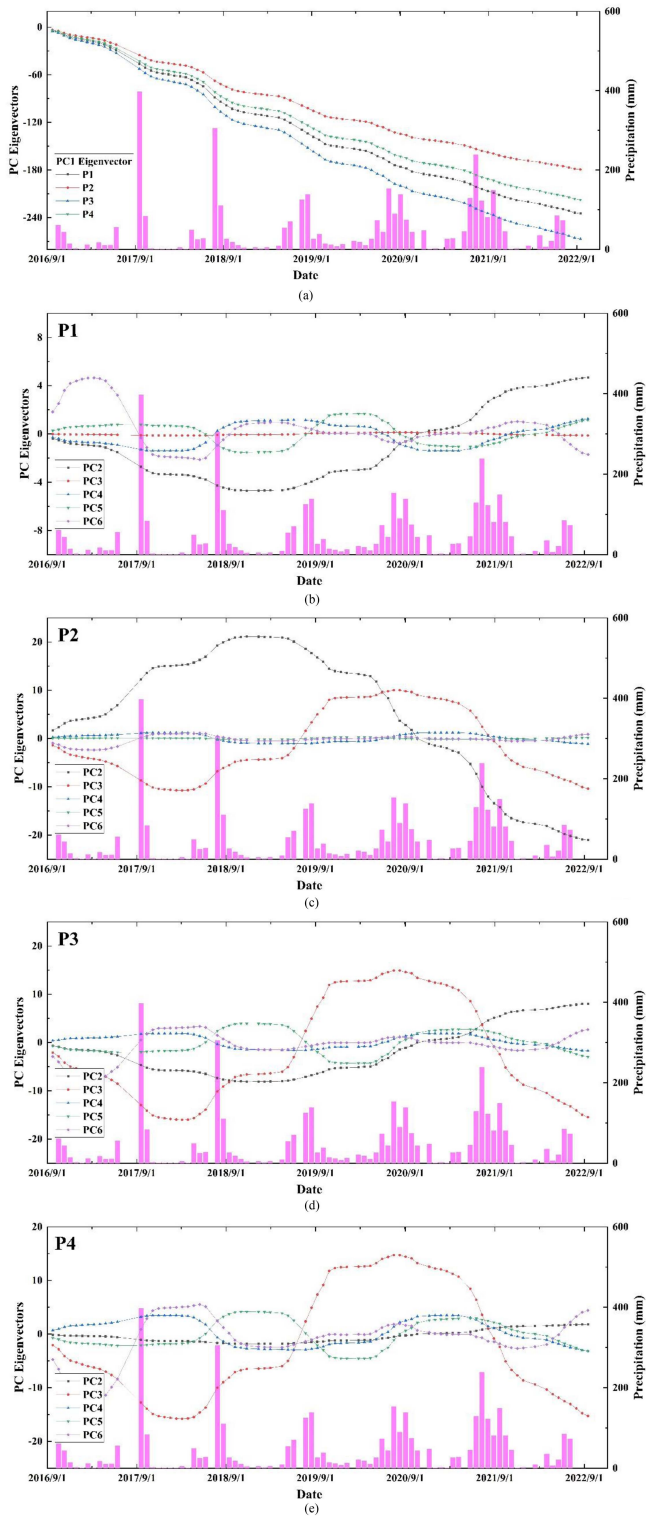 0
-60
-120
-180
-240
PC Eigenvectors
PC1 Eigenvector
P1
P2
P3
P4
600
400
200
0
Precipitation (mm)
2016/9/1 2017/9/1 2018/9/1 2019/9/1 2020/9/1 2021/9/1 2022/9/1
Date
(a)
P1
8
4
0
-4
-8
PC Eigenvectors
PC2
PC3
PC4
PC5
PC6
600
400
200
0
Precipitation (mm)
2016/9/1 2017/9/1 2018/9/1 2019/9/1 2020/9/1 2021/9/1 2022/9/1
Date
(b)
P2
20
10
0
-10
-20
PC Eigenvectors
PC2
PC3
PC4
PC5
PC6
600
400
200
0
Precipitation (mm)
2016/9/1 2017/9/1 2018/9/1 2019/9/1 2020/9/1 2021/9/1 2022/9/1
Date
(c)
P3
20
10
0
-10
-20
PC Eigenvectors
PC2
PC3
PC4
PC5
PC6
600
400
200
0
Precipitation (mm)
2016/9/1 2017/9/1 2018/9/1 2019/9/1 2020/9/1 2021/9/1 2022/9/1
Date
(d)
P4
20
10
0
-10
-20
PC Eigenvectors
PC2
PC3
PC4
PC5
PC6
600
400
200
0
Precipitation (mm)
2016/9/1 2017/9/1 2018/9/1 2019/9/1 2020/9/1 2021/9/1 2022/9/1
Date
(e)